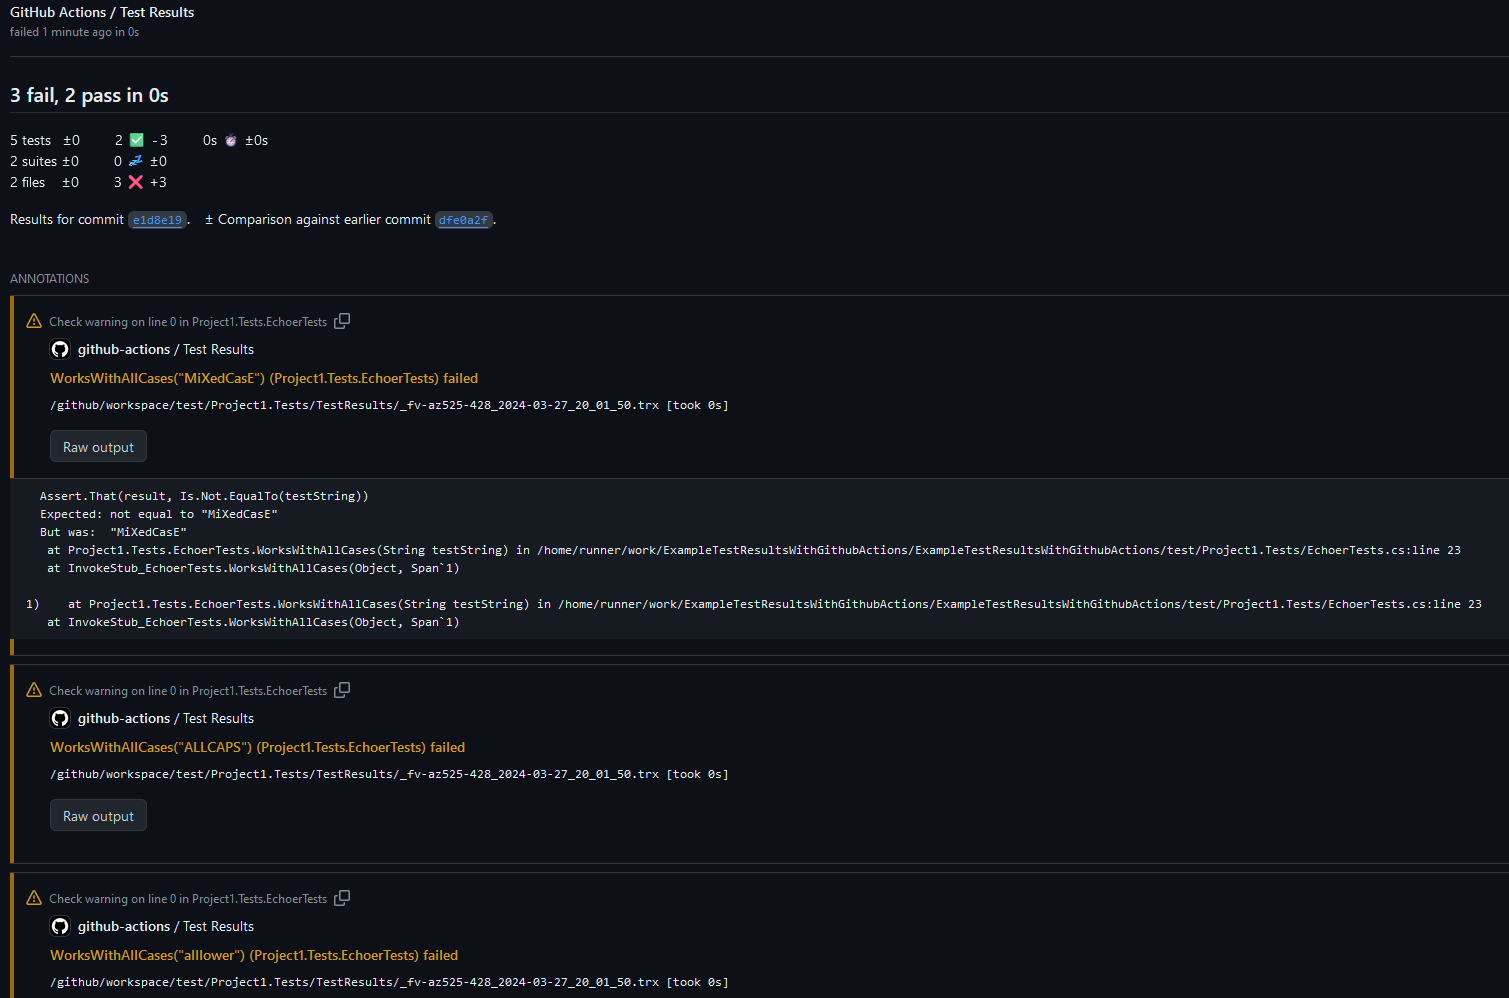 GitHub Actions / Test Results
failed 1 minute ago in 0s
3 fail, 2 pass in 0s
5 tests ±0 2 ✅ -3 0s ⏱ ±0s
2 suites ±0 0 💤 ±0
2 files ±0 3 ❌ +3
Results for commit e1d8e19. ± Comparison against earlier commit dfe0a2f.
ANNOTATIONS
Check warning on line 0 in Project1.Tests.EchoerTests
github-actions / Test Results
WorksWithAllCases("MiXedCasE") (Project1.Tests.EchoerTests) failed
/github/workspace/test/Project1.Tests/TestResults/_fv-az525-428_2024-03-27_20_01_50.trx [took 0s]
Raw output
Assert.That(result, Is.Not.EqualTo(testString))
Expected: not equal to "MiXedCasE"
But was:  "MiXedCasE"
at Project1.Tests.EchoerTests.WorksWithAllCases(String testString) in /home/runner/work/ExampleTestResultsWithGithubActions/ExampleTestResultsWithGithubActions/test/Project1.Tests/EchoerTests.cs:line 23
at InvokeStub_EchoerTests.WorksWithAllCases(Object, Span`1)
1)    at Project1.Tests.EchoerTests.WorksWithAllCases(String testString) in /home/runner/work/ExampleTestResultsWithGithubActions/ExampleTestResultsWithGithubActions/test/Project1.Tests/EchoerTests.cs:line 23
at InvokeStub_EchoerTests.WorksWithAllCases(Object, Span`1)
Check warning on line 0 in Project1.Tests.EchoerTests
github-actions / Test Results
WorksWithAllCases("ALLCAPS") (Project1.Tests.EchoerTests) failed
/github/workspace/test/Project1.Tests/TestResults/_fv-az525-428_2024-03-27_20_01_50.trx [took 0s]
Raw output
Check warning on line 0 in Project1.Tests.EchoerTests
github-actions / Test Results
WorksWithAllCases("alllower") (Project1.Tests.EchoerTests) failed
/github/workspace/test/Project1.Tests/TestResults/_fv-az525-428_2024-03-27_20_01_50.trx [took 0s]